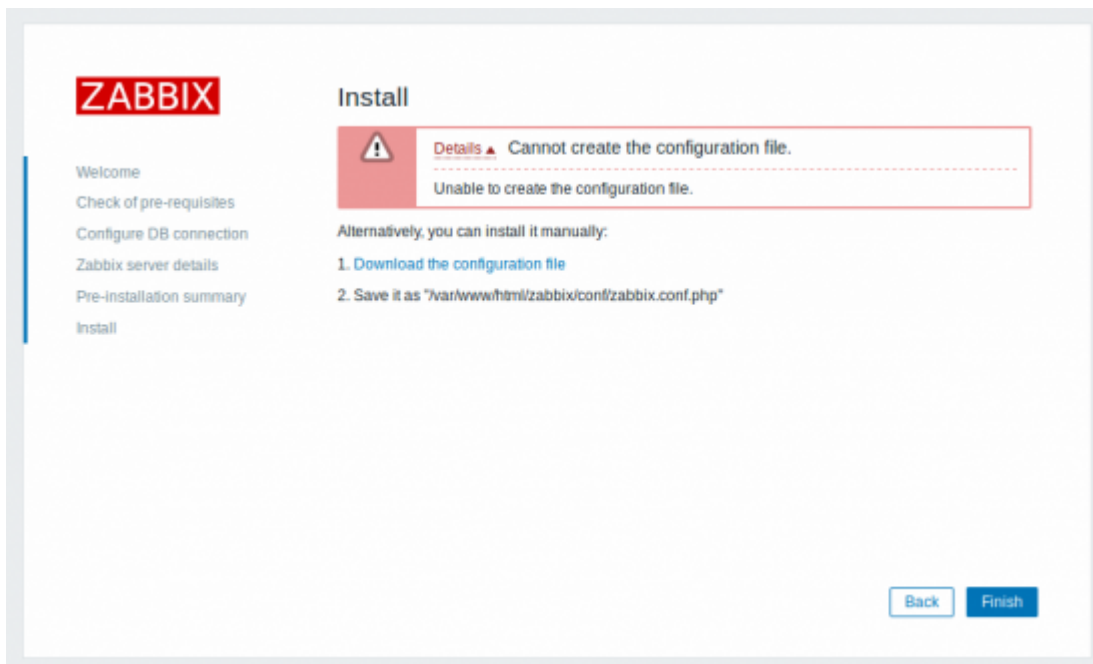 ZABBIX
Welcome
Check of pre-requisites
Configure DB connection
Zabbix server details
Pre-installation summary
Install
Install
Details ▲ Cannot create the configuration file.
Unable to create the configuration file.
Alternatively, you can install it manually:
1. Download the configuration file
2. Save it as "/var/www/html/zabbix/conf/zabbix.conf.php"
Back Finish